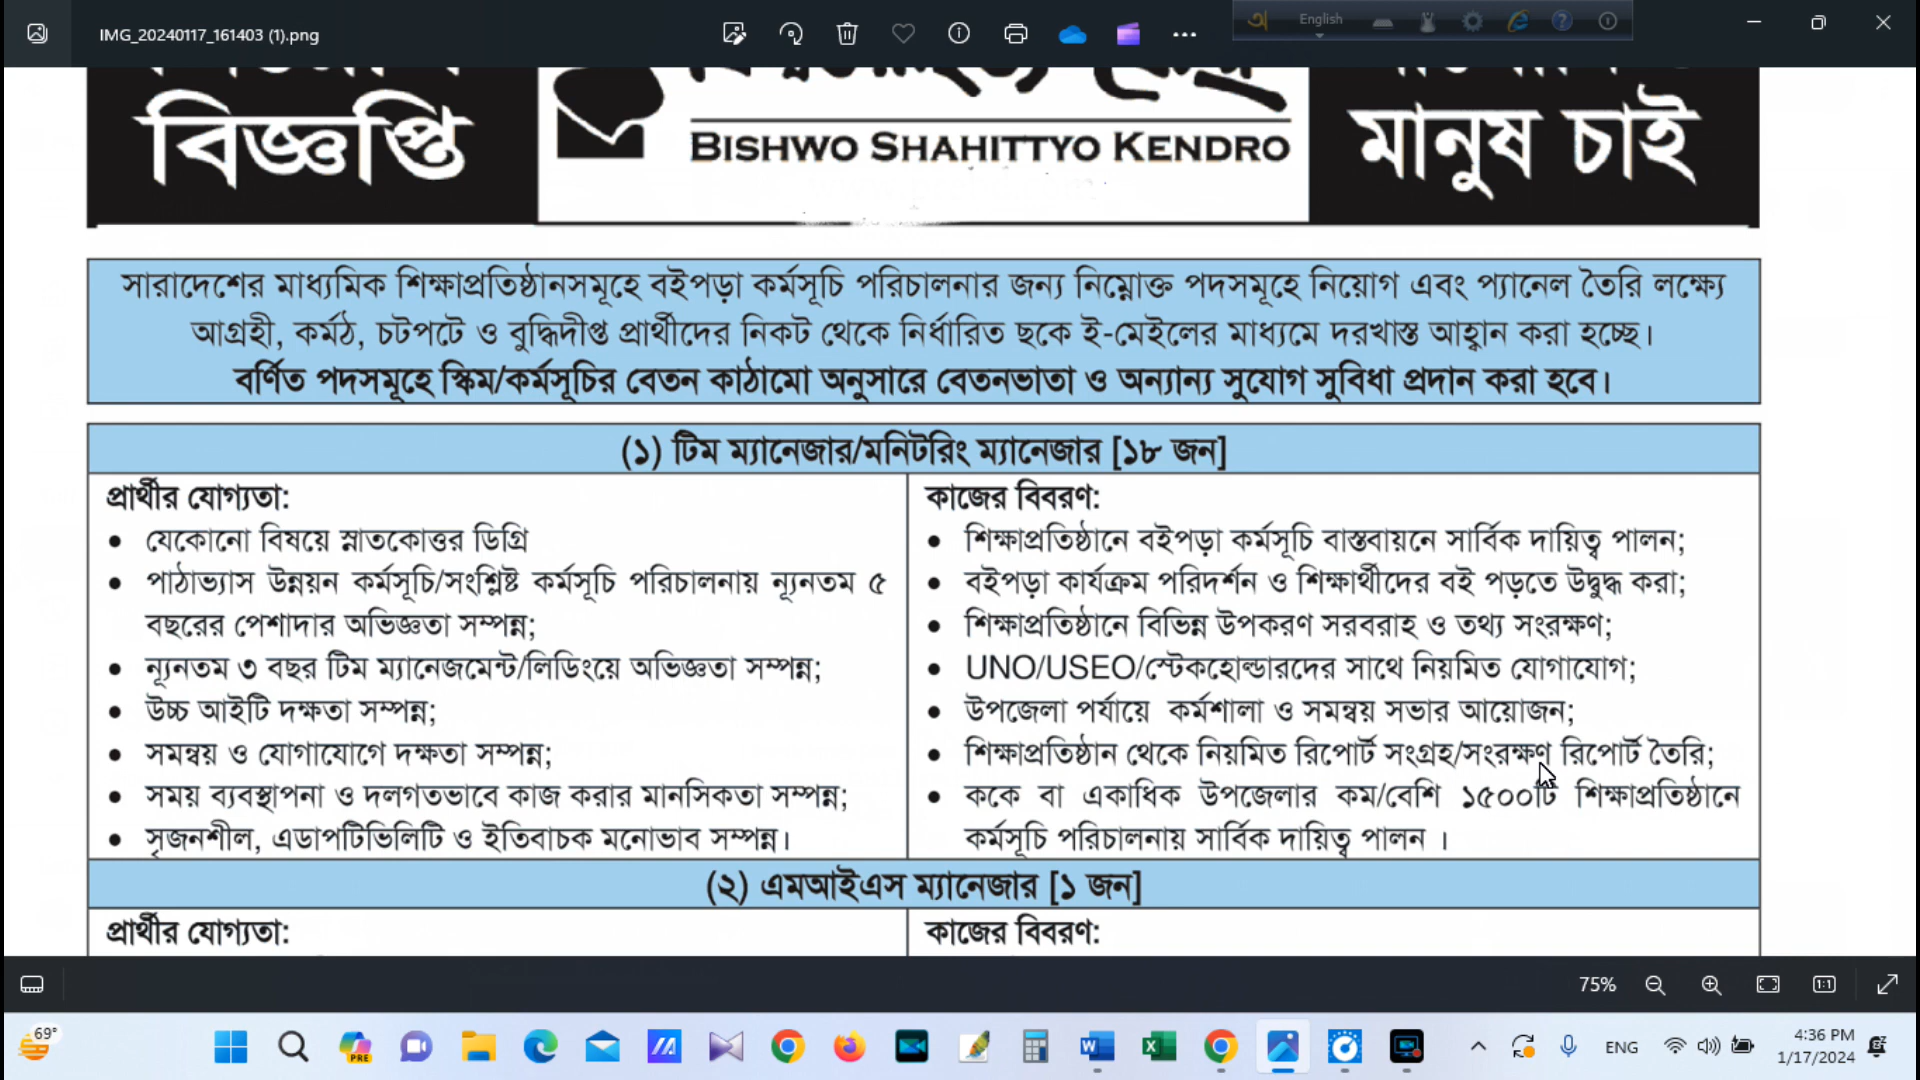 IMG_20240117_161403 (1).png
English
বিজ্ঞপ্তি
BISHWO SHAHITTYO KENDRO
মানুষ চাই
সারাদেশের মাধ্যমিক শিক্ষাপ্রতিষ্ঠানসমূহে বইপড়া কর্মসূচি পরিচালনার জন্য নিম্নোক্ত পদসমূহে নিয়োগ এবং প্যানেল তৈরি লক্ষ্যে
আগ্রহী, কর্মঠ, চটপটে ও বুদ্ধিদীপ্ত প্রার্থীদের নিকট থেকে নির্ধারিত ছকে ই-মেইলের মাধ্যমে দরখাস্ত আহ্বান করা হচ্ছে।
বর্ণিত পদসমূহে স্কিম/কর্মসূচির বেতন কাঠামো অনুসারে বেতনভাতা ও অন্যান্য সুযোগ সুবিধা প্রদান করা হবে।
(১) টিম ম্যানেজার/মনিটরিং ম্যানেজার [১৮ জন]
প্রার্থীর যোগ্যতা:
• যেকোনো বিষয়ে স্নাতকোত্তর ডিগ্রি
• পাঠাভ্যাস উন্নয়ন কর্মসূচি/সংশ্লিষ্ট কর্মসূচি পরিচালনায় ন্যূনতম ৫
বছরের পেশাদার অভিজ্ঞতা সম্পন্ন;
• ন্যূনতম ৩ বছর টিম ম্যানেজমেন্ট/লিডিংয়ে অভিজ্ঞতা সম্পন্ন;
• উচ্চ আইটি দক্ষতা সম্পন্ন;
• সমন্বয় ও যোগাযোগে দক্ষতা সম্পন্ন;
• সময় ব্যবস্থাপনা ও দলগতভাবে কাজ করার মানসিকতা সম্পন্ন;
• সৃজনশীল, এডাপটিভিলিটি ও ইতিবাচক মনোভাব সম্পন্ন।
কাজের বিবরণ:
• শিক্ষাপ্রতিষ্ঠানে বইপড়া কর্মসূচি বাস্তবায়নে সার্বিক দায়িত্ব পালন;
• বইপড়া কার্যক্রম পরিদর্শন ও শিক্ষার্থীদের বই পড়তে উদ্বুদ্ধ করা;
• শিক্ষাপ্রতিষ্ঠানে বিভিন্ন উপকরণ সরবরাহ ও তথ্য সংরক্ষণ;
• UNO/USEO/স্টেকহোল্ডারদের সাথে নিয়মিত যোগাযোগ;
• উপজেলা পর্যায়ে কর্মশালা ও সমন্বয় সভার আয়োজন;
• শিক্ষাপ্রতিষ্ঠান থেকে নিয়মিত রিপোর্ট সংগ্রহ/সংরক্ষণ রিপোর্ট তৈরি;
• ককে বা একাধিক উপজেলার কম/বেশি ১৫০০টি শিক্ষাপ্রতিষ্ঠানে
কর্মসূচি পরিচালনায় সার্বিক দায়িত্ব পালন ।
(২) এমআইএস ম্যানেজার [১ জন]
প্রার্থীর যোগ্যতা:
কাজের বিবরণ:
75%
69°
PRE
ENG
4:36 PM
1/17/2024